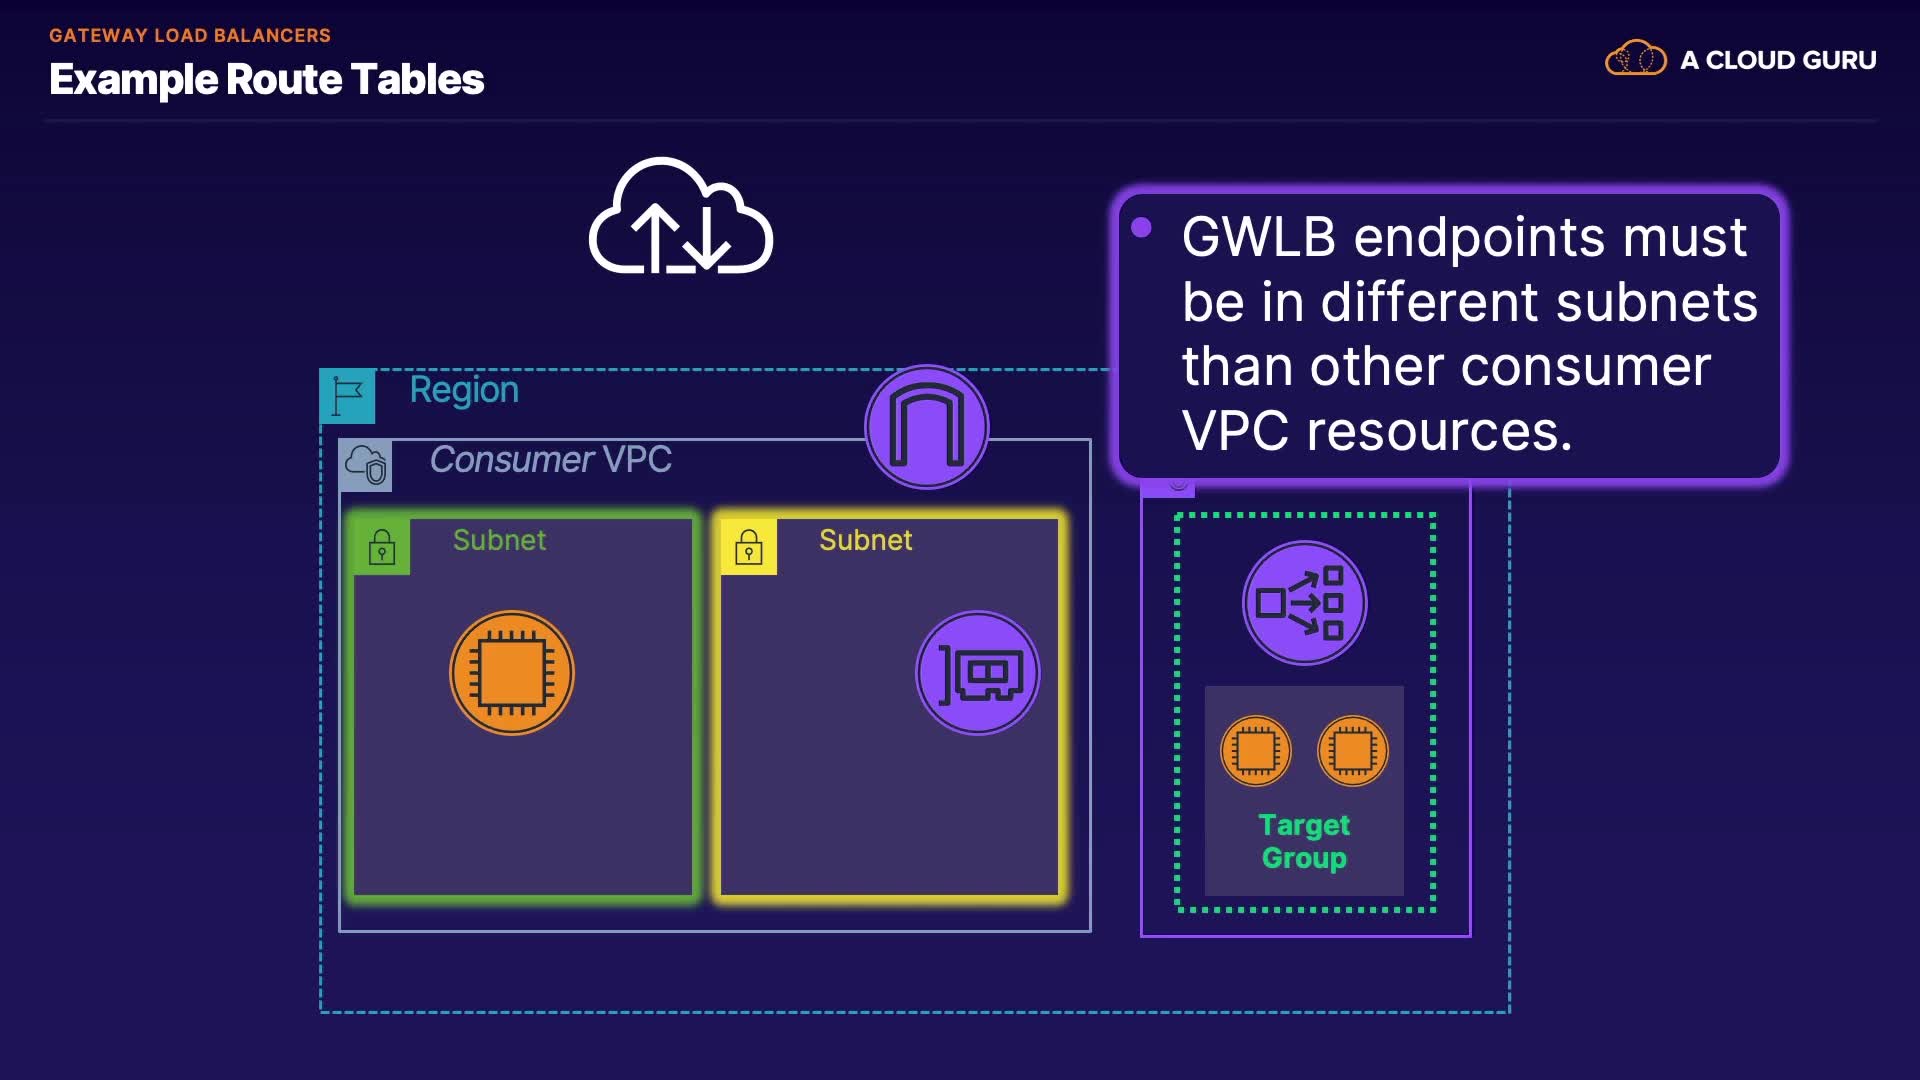 GATEWAY LOAD BALANCERS
Example Route Tables
A CLOUD GURU
GWLB endpoints must
be in different subnets
than other consumer
VPC resources.
Region
Consumer VPC
Subnet
Subnet
Target
Group